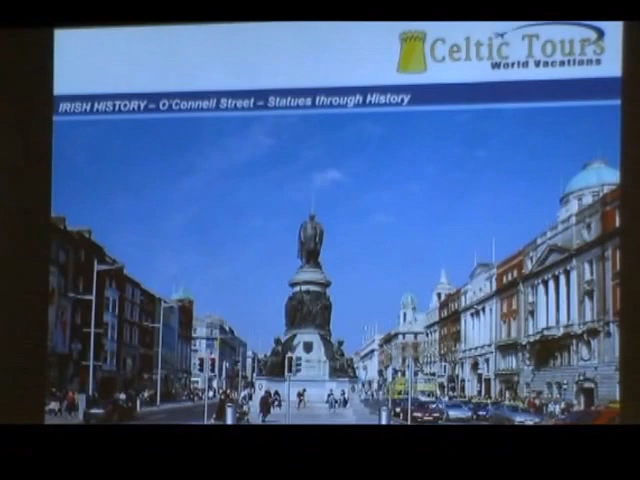 Celtic Tours
World Vacations
IRISH HISTORY – O'Connell Street – Statues through History